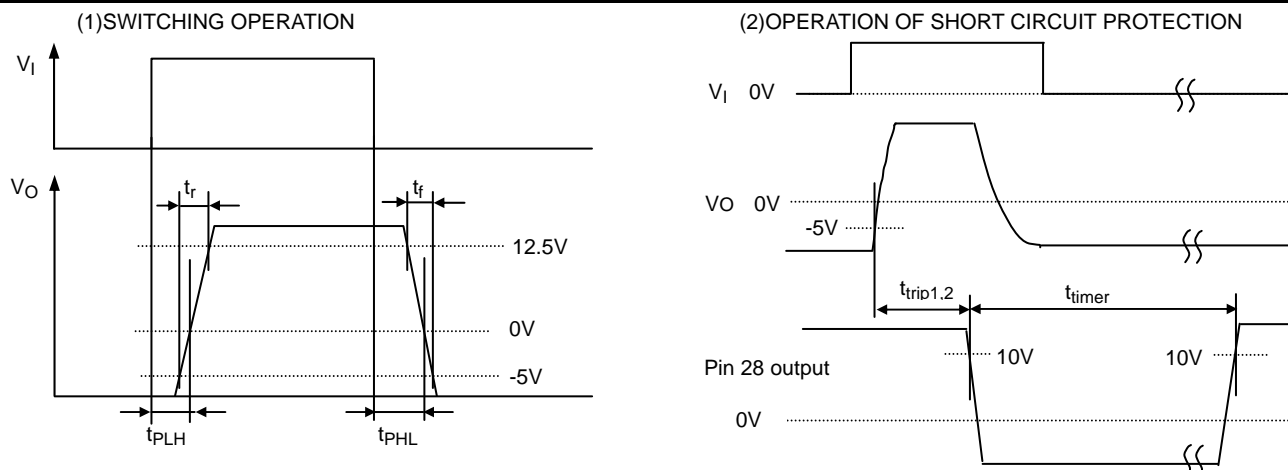 (1)SWITCHING OPERATION
VI
VO
tr
tf
12.5V
0V
-5V
tPLH
tPHL
(2)OPERATION OF SHORT CIRCUIT PROTECTION
VI 0V
VO 0V
-5V
ttrip1,2
ttimer
Pin 28 output
10V
10V
0V